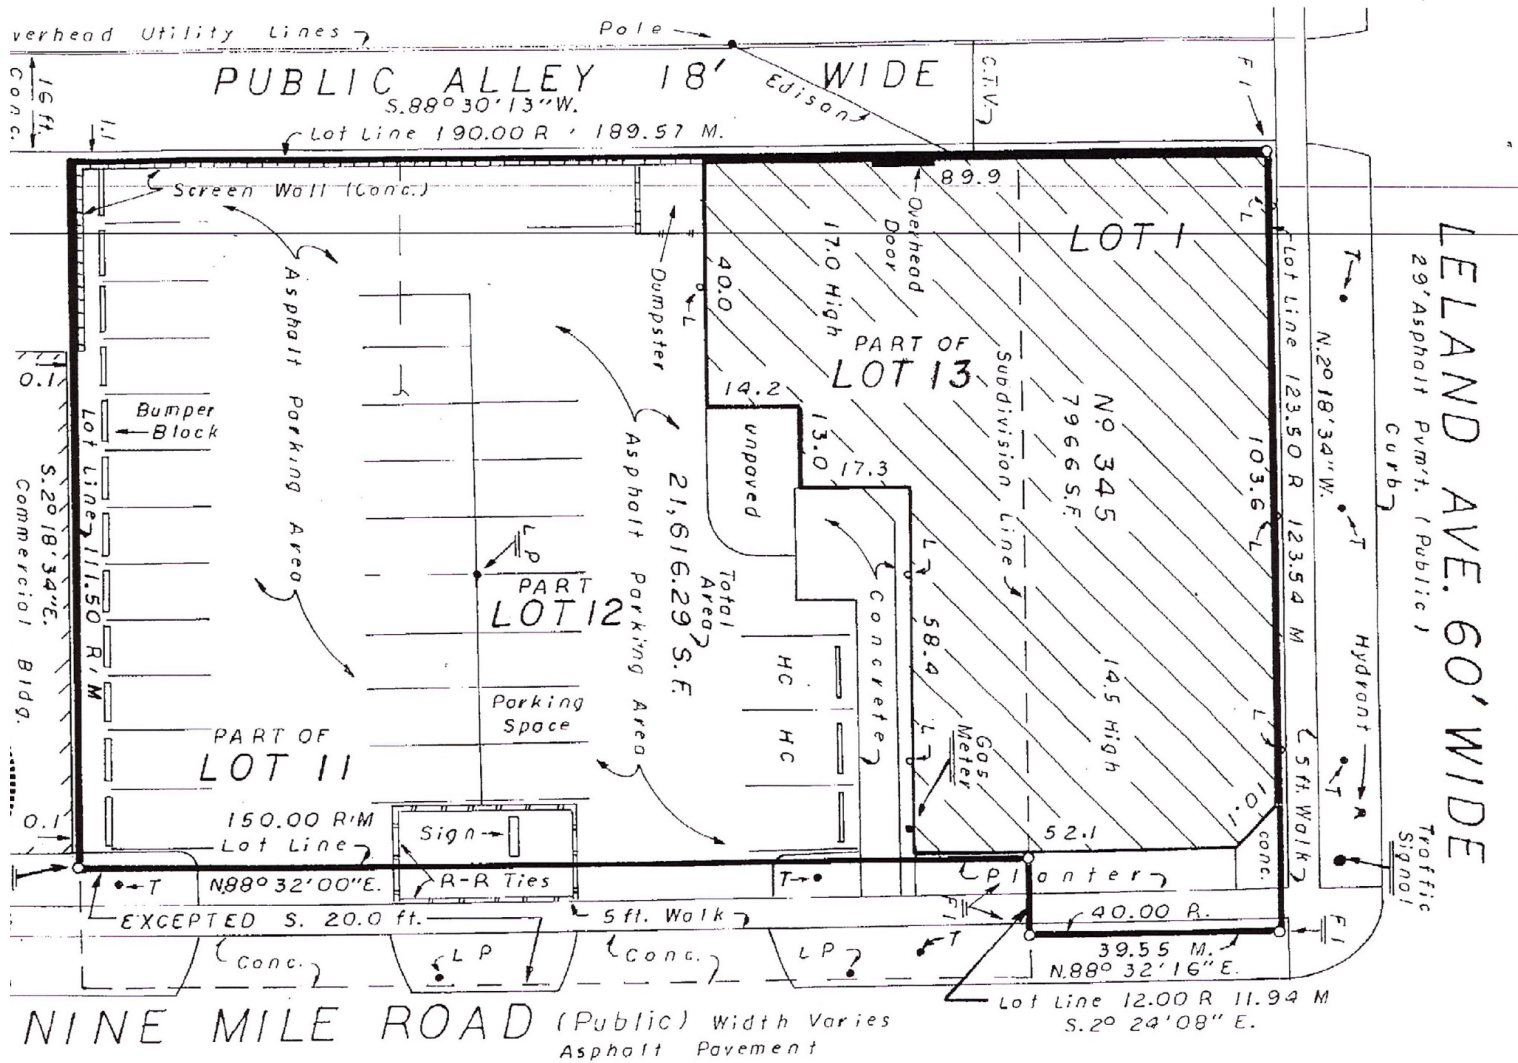 verhead Utility Lines
Pole
16 ft.
Conc.
PUBLIC ALLEY 18' WIDE
S.88° 30' 13" W.
Edison
C.T.V.
F I
1.1
Lot Line 190.00 R ' 189.57 M.
Screen Wall (Conc.)
89.9
Overhead
Door
LOT 1
L
Asphalt Parking Area
Dumpster
40.0
L
17.0 High
PART OF
LOT 13
Subdivision Line
Nº 345
7966 S.F.
103.6
L
Lot Line 123.50 R 123.54 M
N.2° 18' 34" W.
T
T
Curb
LELAND AVE. 60' WIDE
29' Asphalt Pvm't. (Public)
0.1
Bumper
Block
Lot Line 111.50 R'M
S.2° 18' 34" E.
Commercial Bldg.
14.2
13.0
17.3
unpaved
Asphalt Parking Area
21,616.29 S.F.
Total
Area
LP
PART
LOT 12
Concrete
L
58.4
L
14.5 High
Hydrant
HC
HC
Parking
Space
PART OF
LOT 11
Gas
Meter
L
5 ft. Walk
T
10.1
Traffic
Signal
0.1
150.00 R'M
Lot Line
Sign
52.1
conc.
T
N88° 32' 00" E.
R-R Ties
T
Planter
EXCEPTED S. 20.0 ft.
5 ft. Walk
FI
40.00 R.
FI
Conc.
LP
Conc.
LP
T
39.55 M.
N.88° 32' 16" E.
Lot Line 12.00 R 11.94 M
S.2° 24' 08" E.
NINE MILE ROAD (Public) Width Varies
Asphalt Pavement